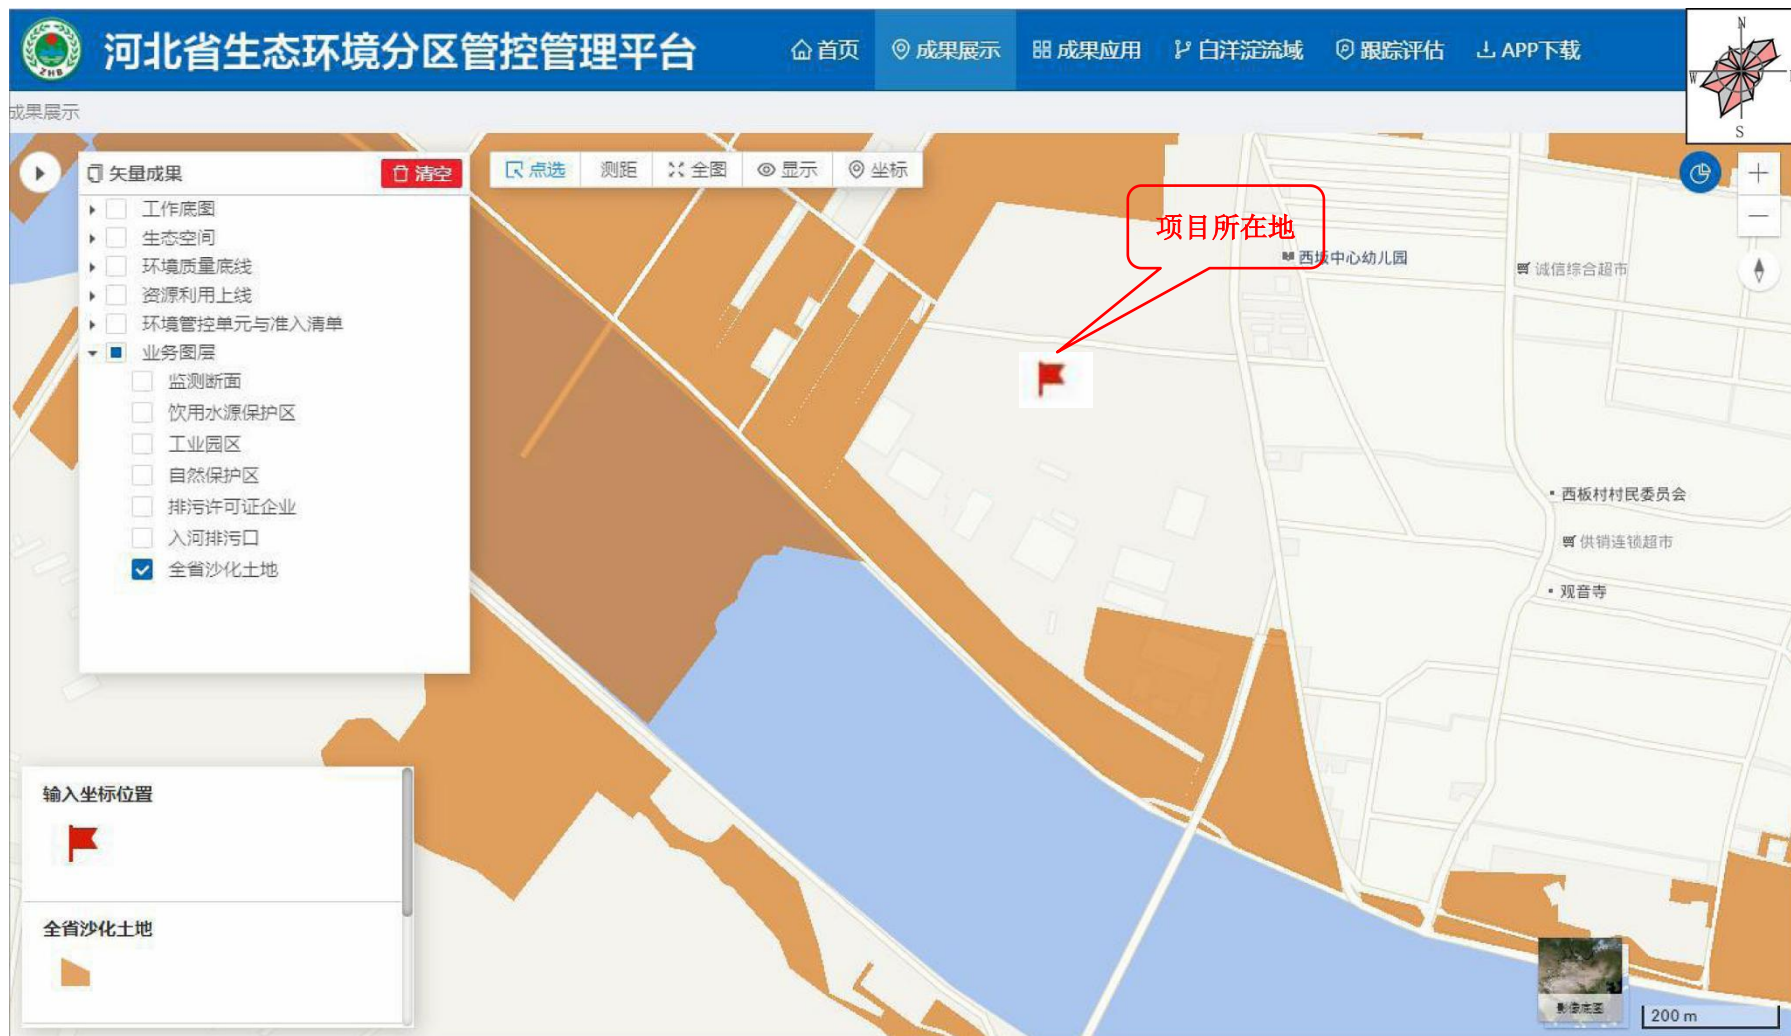 河北省生态环境分区管控管理平台
首页
成果展示
成果应用
白洋淀流域
跟踪评估
APP下载
N
W
S
ZHB
成果展示
矢量成果
清空
点选
测距
全图
显示
坐标
工作底图
生态空间
环境质量底线
资源利用上线
环境管控单元与准入清单
业务图层
监测断面
饮用水源保护区
工业园区
自然保护区
排污许可证企业
入河排污口
全省沙化土地
项目所在地
西坂中心幼儿园
诚信综合超市
西板村村民委员会
供销连锁超市
观音寺
输入坐标位置
全省沙化土地
影像底图
200 m